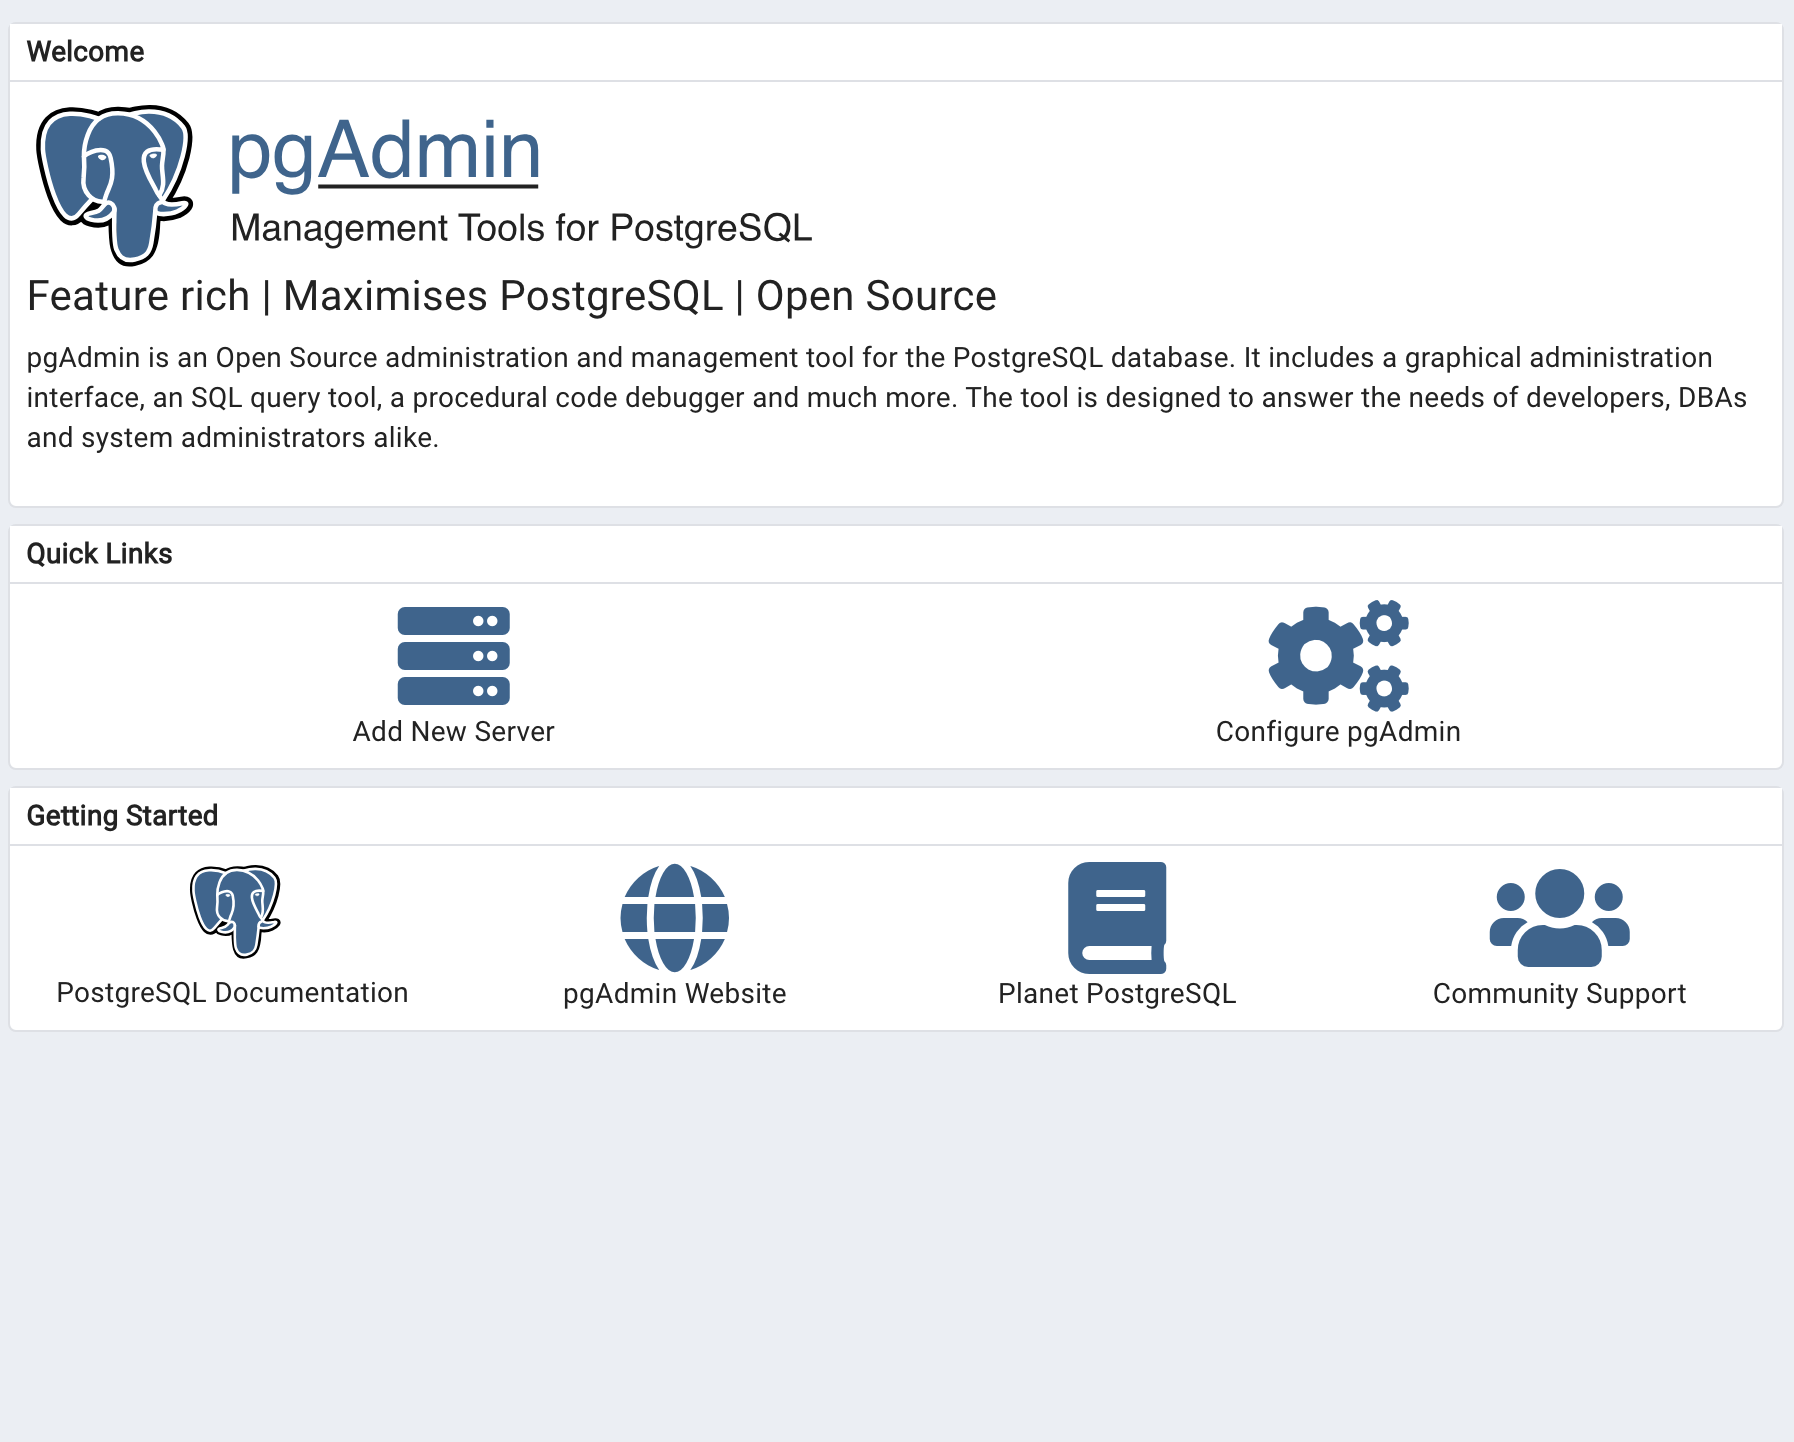 Welcome
pgAdmin
Management Tools for PostgreSQL
Feature rich | Maximises PostgreSQL | Open Source
pgAdmin is an Open Source administration and management tool for the PostgreSQL database. It includes a graphical administration
interface, an SQL query tool, a procedural code debugger and much more. The tool is designed to answer the needs of developers, DBAs
and system administrators alike.
Quick Links
Add New Server
Configure pgAdmin
Getting Started
PostgreSQL Documentation
pgAdmin Website
Planet PostgreSQL
Community Support